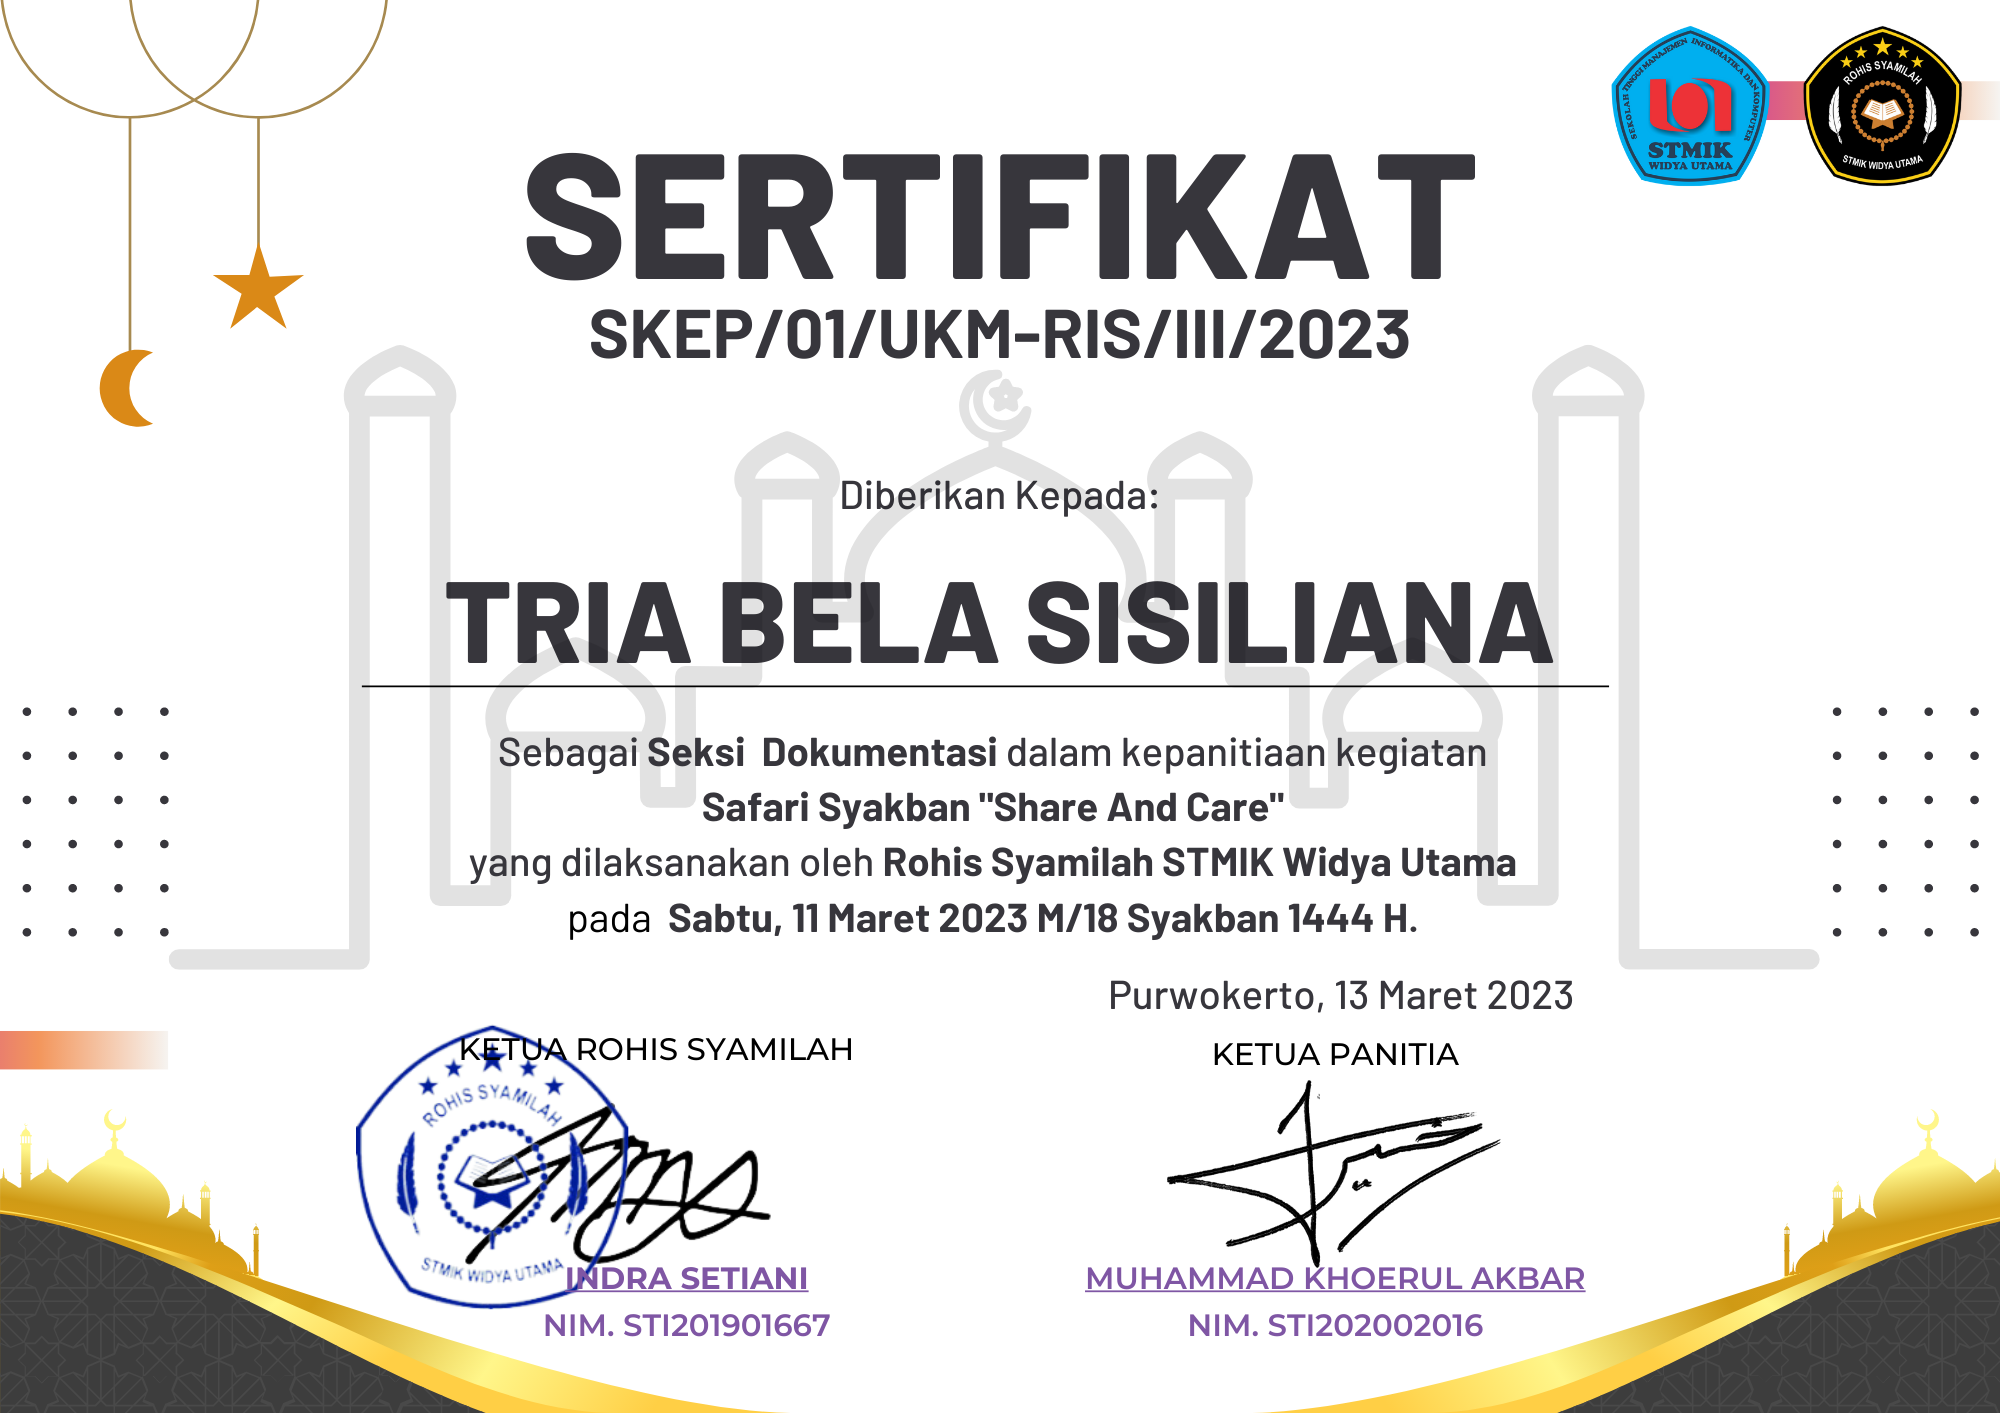 SEKOLAH TINGGI MANAJEMEN INFORMATIKA DAN KOMPUTER
STMIK
WIDYA UTAMA
ROHIS SYAMILAH
STMIK WIDYA UTAMA
SERTIFIKAT
SKEP/01/UKM-RIS/III/2023
Diberikan Kepada:
TRIA BELA SISILIANA
Sebagai Seksi Dokumentasi dalam kepanitiaan kegiatan
Safari Syakban "Share And Care"
yang dilaksanakan oleh Rohis Syamilah STMIK Widya Utama
pada Sabtu, 11 Maret 2023 M/18 Syakban 1444 H.
Purwokerto, 13 Maret 2023
KETUA ROHIS SYAMILAH
ROHIS SYAMILAH
STMIK WIDYA UTAMA
INDRA SETIANI
NIM. STI201901667
KETUA PANITIA
MUHAMMAD KHOERUL AKBAR
NIM. STI202002016